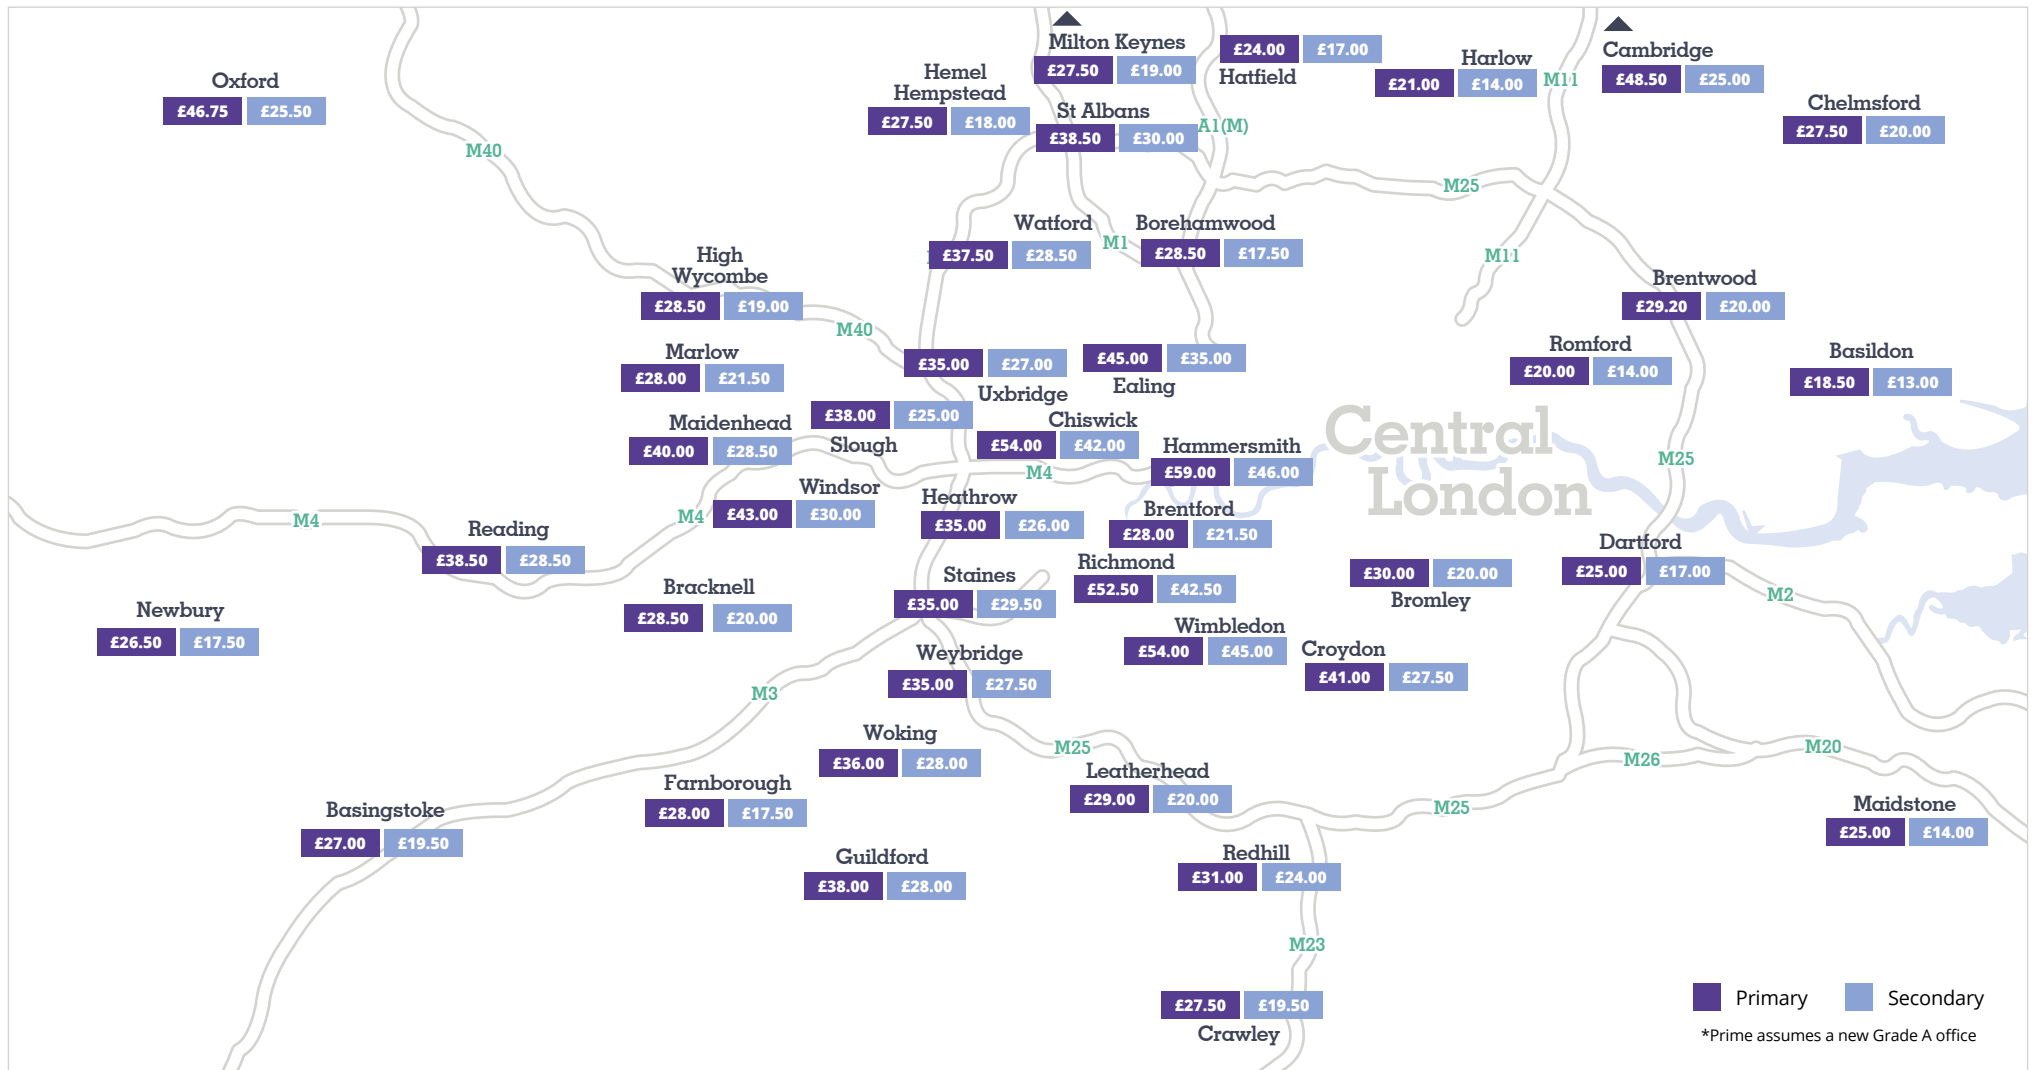 Milton Keynes
£27.50 £19.00
£24.00 £17.00
Hatfield
Harlow
£21.00 £14.00
M11
Cambridge
£48.50 £25.00
Oxford
£46.75 £25.50
Hemel
Hempstead
£27.50 £18.00
St Albans
£38.50 £30.00
A1(M)
Chelmsford
£27.50 £20.00
M40
M25
Watford
£37.50 £28.50
M1
Borehamwood
£28.50 £17.50
M11
High
Wycombe
£28.50 £19.00
M40
Brentwood
£29.20 £20.00
Marlow
£28.00 £21.50
£35.00 £27.00
Uxbridge
£45.00 £35.00
Ealing
Romford
£20.00 £14.00
Basildon
£18.50 £13.00
£38.00 £25.00
Slough
Maidenhead
£40.00 £28.50
Chiswick
£54.00 £42.00
Hammersmith
£59.00 £46.00
Central
London
M25
M4
Windsor
£43.00 £30.00
M4
Heathrow
£35.00 £26.00
Brentford
£28.00 £21.50
M4
Reading
£38.50 £28.50
Richmond
£52.50 £42.50
£30.00 £20.00
Bromley
Dartford
£25.00 £17.00
M2
Staines
£35.00 £29.50
Bracknell
£28.50 £20.00
Newbury
£26.50 £17.50
Wimbledon
£54.00 £45.00
Croydon
£41.00 £27.50
Weybridge
£35.00 £27.50
M3
Woking
£36.00 £28.00
M25
M26
M20
Leatherhead
£29.00 £20.00
Farnborough
£28.00 £17.50
M25
Basingstoke
£27.00 £19.50
Maidstone
£25.00 £14.00
Guildford
£38.00 £28.00
Redhill
£31.00 £24.00
M23
£27.50 £19.50
Crawley
Primary Secondary
*Prime assumes a new Grade A office